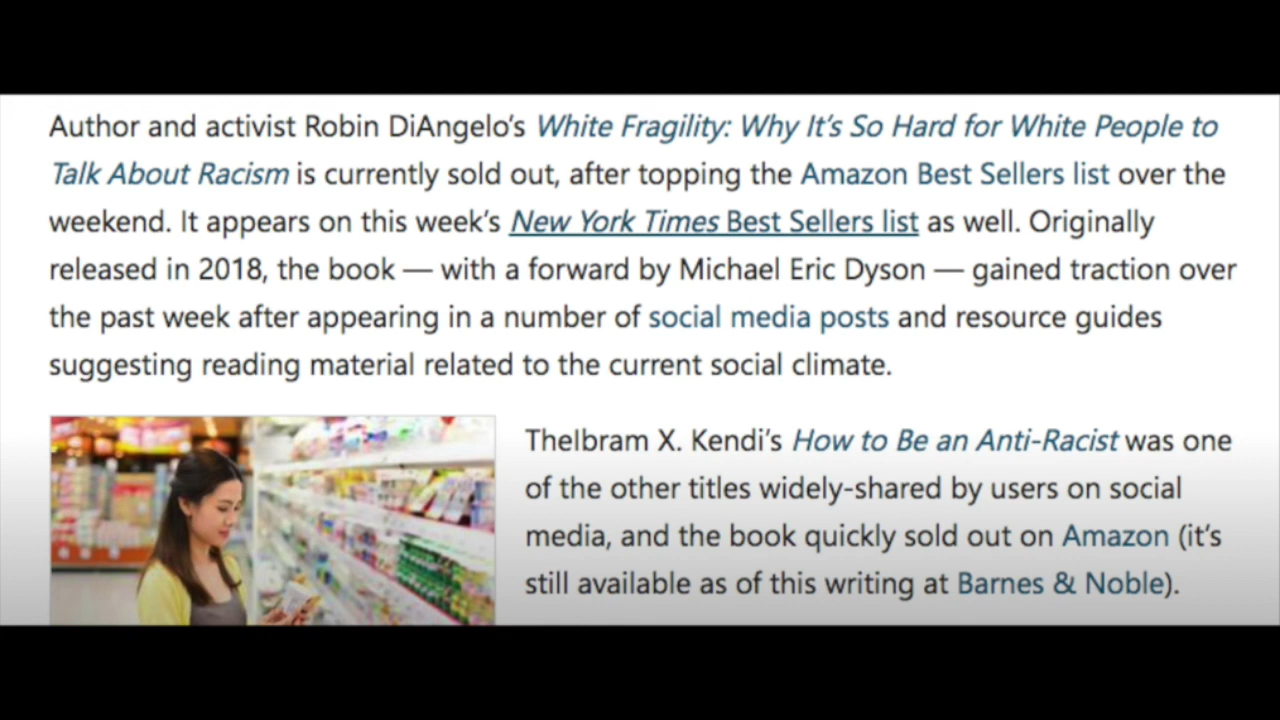 Author and activist Robin DiAngelo’s White Fragility: Why It’s So Hard for White People to
Talk About Racism is currently sold out, after topping the Amazon Best Sellers list over the
weekend. It appears on this week’s New York Times Best Sellers list as well. Originally
released in 2018, the book — with a forward by Michael Eric Dyson — gained traction over
the past week after appearing in a number of social media posts and resource guides
suggesting reading material related to the current social climate.
Thelbram X. Kendi’s How to Be an Anti-Racist was one
of the other titles widely-shared by users on social
media, and the book quickly sold out on Amazon (it’s
still available as of this writing at Barnes & Noble).